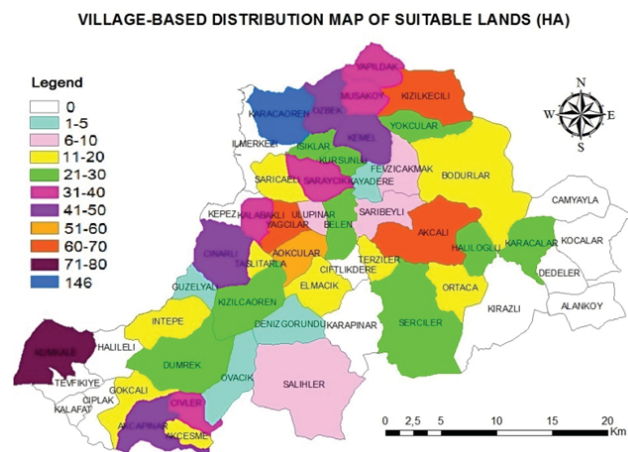 VILLAGE-BASED DISTRIBUTION MAP OF SUITABLE LANDS (HA)
Legend
0
1-5
6-10
11-20
21-30
31-40
41-50
51-60
60-70
71-80
146
N
W E
S
YAPILDAK
MUSAKOY
KIZILKECILI
KARACAOREN
OZBEK
YOKCULAR
KEMEL
ILMERKEZI
ISIKLAR
KURSUNLU
FEVZICAKMAK
BODURLAR
SARICAELI
SARAYCIK
KAYADERE
CAMYAYLA
KEPEZ
KALABAKLI
ULUPINAR
SARIBEYLI
YAGCILAR
BELEN
AKCALI
KARACALAR
KOCALAR
CINARLI
AOKCULAR
HALILOGLU
TERZILER
TASLITARLA
CIFTLIKDERE
DEDELER
GUZELYALI
ELMACIK
ORTACA
KIZILCAOREN
KIRAZLI
ALANKOY
INTEPE
DENIZGORUNDU
KARAPINAR
SERCILER
HALILELI
KUMKALE
DUMREK
TEVFIKIYE
OVACIK
SALIHLER
GOKCALI
CIPLAK
CIVLER
KALAFAT
AKCAPINAR
AKCESME
0 2,5 5 10 15 20
Km